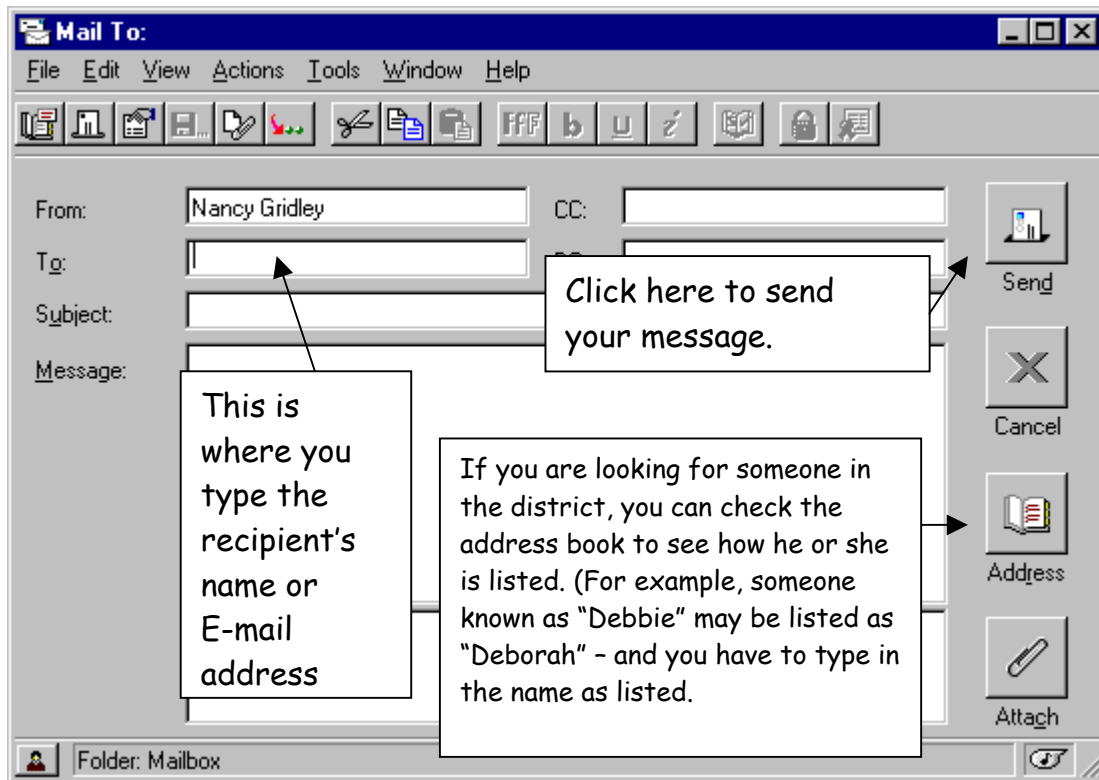 Mail To:
File Edit View Actions Tools Window Help
From: Nancy Gridley CC:
To:
Subject:
Message:
Click here to send
your message.
Send
Cancel
This is
where you
type the
recipient's
name or
E-mail
address
If you are looking for someone in
the district, you can check the
address book to see how he or she
is listed. (For example, someone
known as “Debbie” may be listed as
“Deborah” – and you have to type in
the name as listed.
Address
Attach
Folder: Mailbox